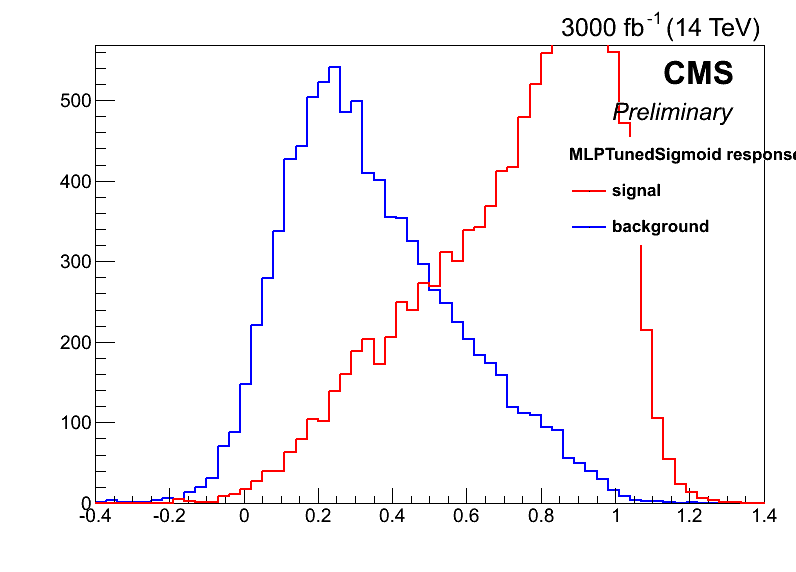 3000 fb-1 (14 TeV)
CMS
Preliminary
MLPTunedSigmoid response
signal
background
500
400
300
200
100
0
-0.4 -0.2 0 0.2 0.4 0.6 0.8 1 1.2 1.4